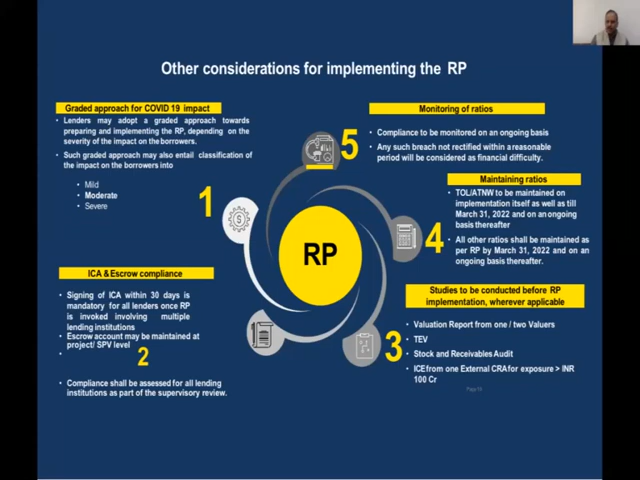 Other considerations for implementing the RP
Graded approach for COVID 19 impact
• Lenders may adopt a graded approach towards
preparing and implementing the RP, depending on the
severity of the impact on the borrowers.
• Such graded approach may also entail classification of
the impact on the borrowers into
• Mild
• Moderate
• Severe
1
ICA & Escrow compliance
• Signing of ICA within 30 days is
mandatory for all lenders once RP
is invoked involving multiple
lending institutions
• Escrow account may be maintained at
project/ SPV level
•
2
• Compliance shall be assessed for all lending
institutions as part of the supervisory review.
RP
Monitoring of ratios
5
• Compliance to be monitored on an ongoing basis
• Any such breach not rectified within a reasonable
period will be considered as financial difficulty.
Maintaining ratios
4
• TOL/ATNW to be maintained on
implementation itself as well as till
March 31, 2022 and on an ongoing
basis thereafter
• All other ratios shall be maintained as
per RP by March 31, 2022 and on an
ongoing basis thereafter.
Studies to be conducted before RP
implementation, wherever applicable
3
• Valuation Report from one / two Valuers
• TEV
• Stock and Receivables Audit
• ICE from one External CRA for exposure > INR
100 Cr